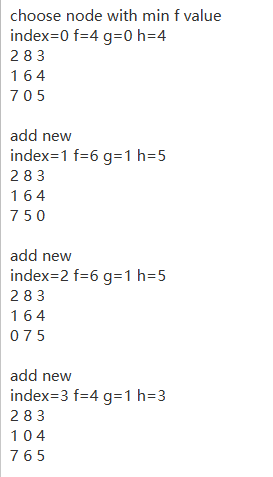 choose node with min f value
index=0 f=4 g=0 h=4
2 8 3
1 6 4
7 0 5
add new
index=1 f=6 g=1 h=5
2 8 3
1 6 4
7 5 0
add new
index=2 f=6 g=1 h=5
2 8 3
1 6 4
0 7 5
add new
index=3 f=4 g=1 h=3
2 8 3
1 0 4
7 6 5